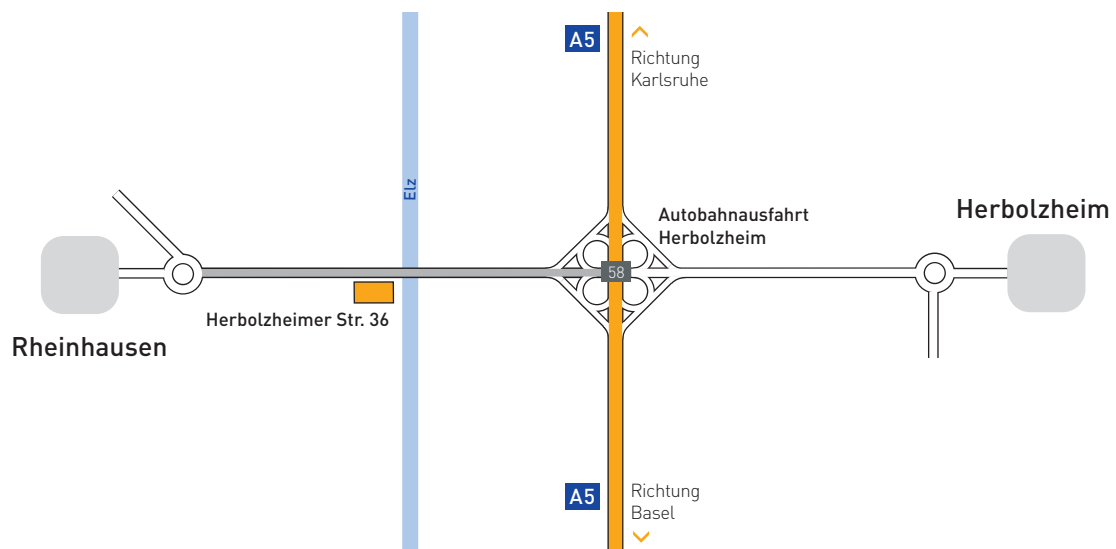 A5
Richtung
Karlsruhe
Elz
Autobahnausfahrt
Herbolzheim
Herbolzheim
58
Herbolzheimer Str. 36
Rheinhausen
A5
Richtung
Basel